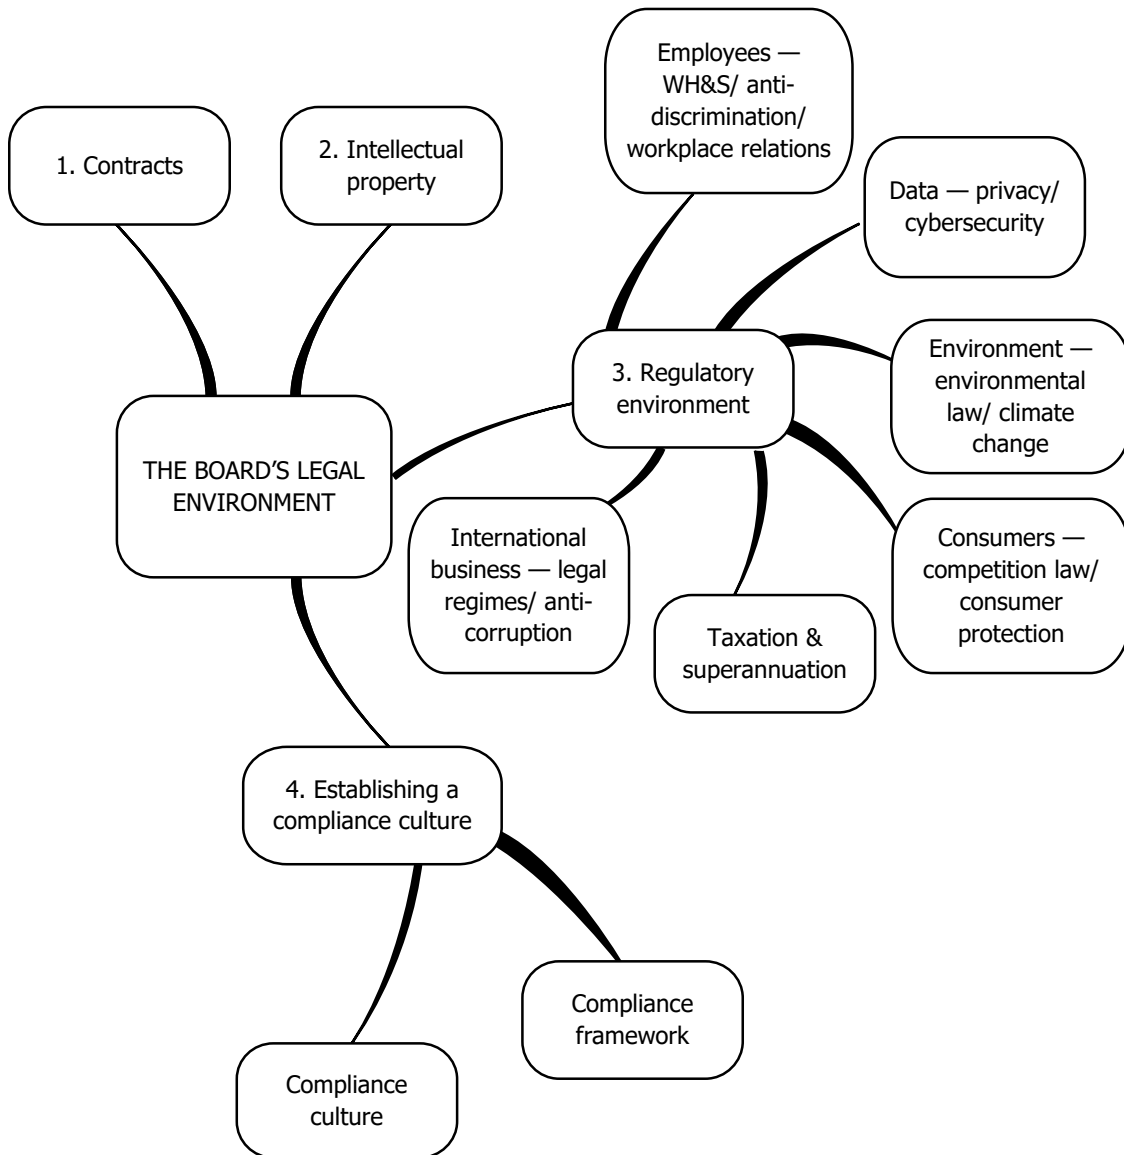 Employees —
WH&S/ anti-
discrimination/
workplace relations
1. Contracts
2. Intellectual
property
Data — privacy/
cybersecurity
3. Regulatory
environment
Environment —
environmental
law/ climate
change
THE BOARD’S LEGAL
ENVIRONMENT
International
business — legal
regimes/ anti-
corruption
Consumers —
competition law/
consumer
protection
Taxation &
superannuation
4. Establishing a
compliance culture
Compliance
framework
Compliance
culture